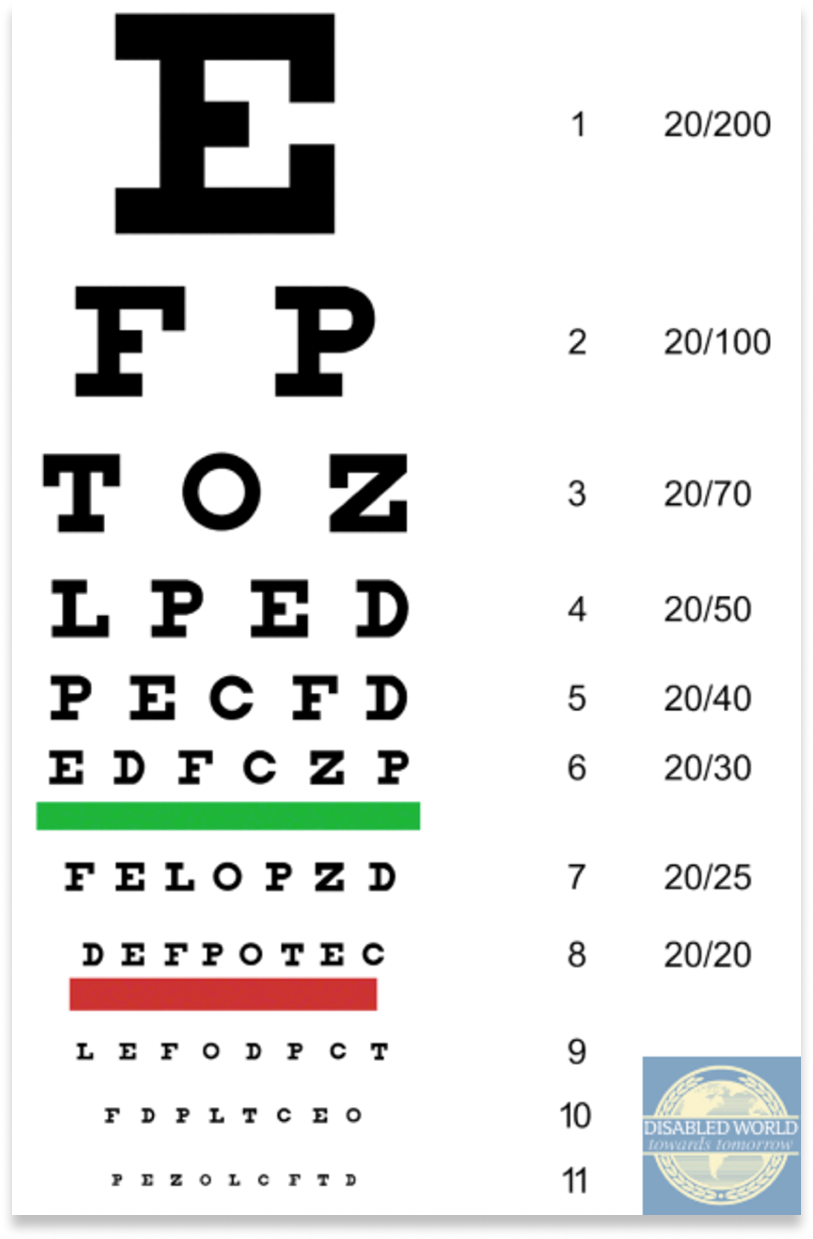 E 1 20/200
F P 2 20/100
T O Z 3 20/70
L P E D 4 20/50
P E C F D 5 20/40
E D F C Z P 6 20/30
F E L O P Z D 7 20/25
D E F P O T E C 8 20/20
L E F O D P C T 9
F D P L T C E O 10
P E Z O L C F T D 11
DISABLED WORLD
towards tomorrow